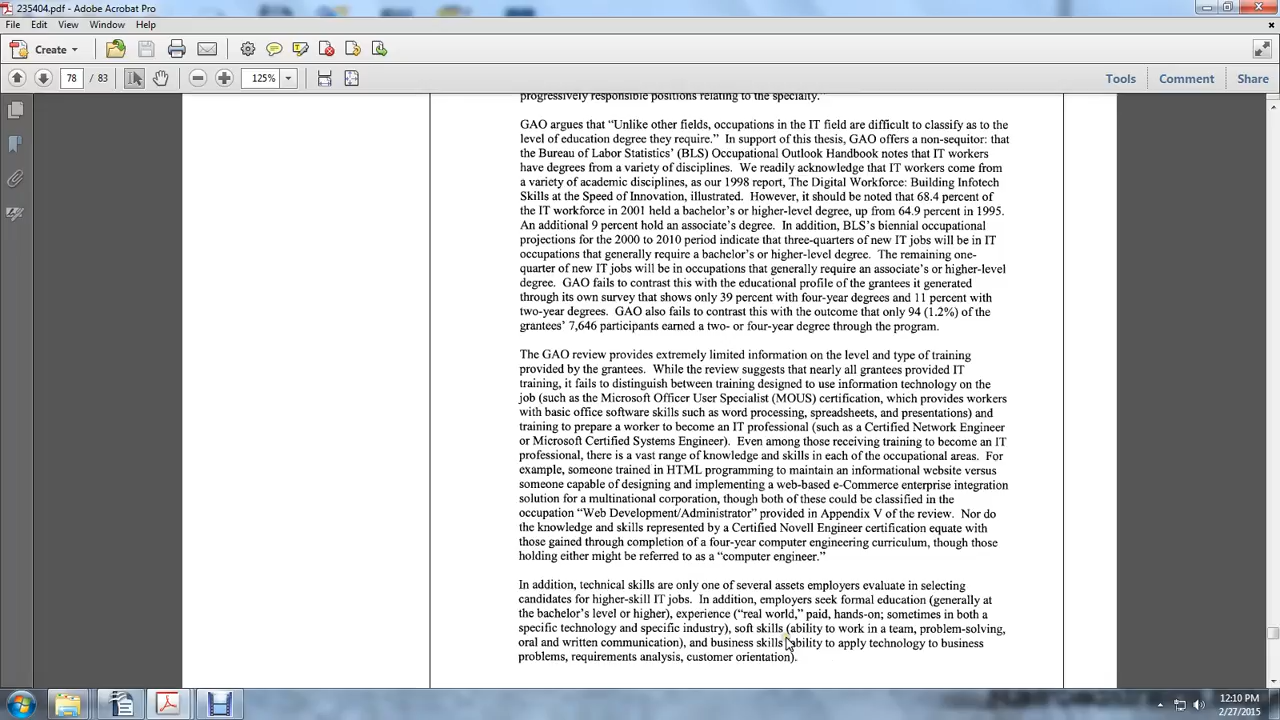 235404.pdf - Adobe Acrobat Pro
File Edit View Window Help
Create
78 / 83 125% Tools Comment Share
progressively responsible positions relating to the specialty.
GAO argues that “Unlike other fields, occupations in the IT field are difficult to classify as to the
level of education degree they require.” In support of this thesis, GAO offers a non-sequitor: that
the Bureau of Labor Statistics’ (BLS) Occupational Outlook Handbook notes that IT workers
have degrees from a variety of disciplines. We readily acknowledge that IT workers come from
a variety of academic disciplines, as our 1998 report, The Digital Workforce: Building Infotech
Skills at the Speed of Innovation, illustrated. However, it should be noted that 68.4 percent of
the IT workforce in 2001 held a bachelor’s or higher-level degree, up from 64.9 percent in 1995.
An additional 9 percent hold an associate’s degree. In addition, BLS’s biennial occupational
projections for the 2000 to 2010 period indicate that three-quarters of new IT jobs will be in IT
occupations that generally require a bachelor’s or higher-level degree. The remaining one-
quarter of new IT jobs will be in occupations that generally require an associate’s or higher-level
degree. GAO fails to contrast this with the educational profile of the grantees it generated
through its own survey that shows only 39 percent with four-year degrees and 11 percent with
two-year degrees. GAO also fails to contrast this with the outcome that only 94 (1.2%) of the
grantees’ 7,646 participants earned a two- or four-year degree through the program.
The GAO review provides extremely limited information on the level and type of training
provided by the grantees. While the review suggests that nearly all grantees provided IT
training, it fails to distinguish between training designed to use information technology on the
job (such as the Microsoft Officer User Specialist (MOUS) certification, which provides workers
with basic office software skills such as word processing, spreadsheets, and presentations) and
training to prepare a worker to become an IT professional (such as a Certified Network Engineer
or Microsoft Certified Systems Engineer). Even among those receiving training to become an IT
professional, there is a vast range of knowledge and skills in each of the occupational areas. For
example, someone trained in HTML programming to maintain an informational website versus
someone capable of designing and implementing a web-based e-Commerce enterprise integration
solution for a multinational corporation, though both of these could be classified in the
occupation “Web Development/Administrator” provided in Appendix V of the review. Nor do
the knowledge and skills represented by a Certified Novell Engineer certification equate with
those gained through completion of a four-year computer engineering curriculum, though those
holding either might be referred to as a “computer engineer.”
In addition, technical skills are only one of several assets employers evaluate in selecting
candidates for higher-skill IT jobs. In addition, employers seek formal education (generally at
the bachelor’s level or higher), experience (“real world,” paid, hands-on; sometimes in both a
specific technology and specific industry), soft skills (ability to work in a team, problem-solving,
oral and written communication), and business skills (ability to apply technology to business
problems, requirements analysis, customer orientation).
12:10 PM
2/27/2015